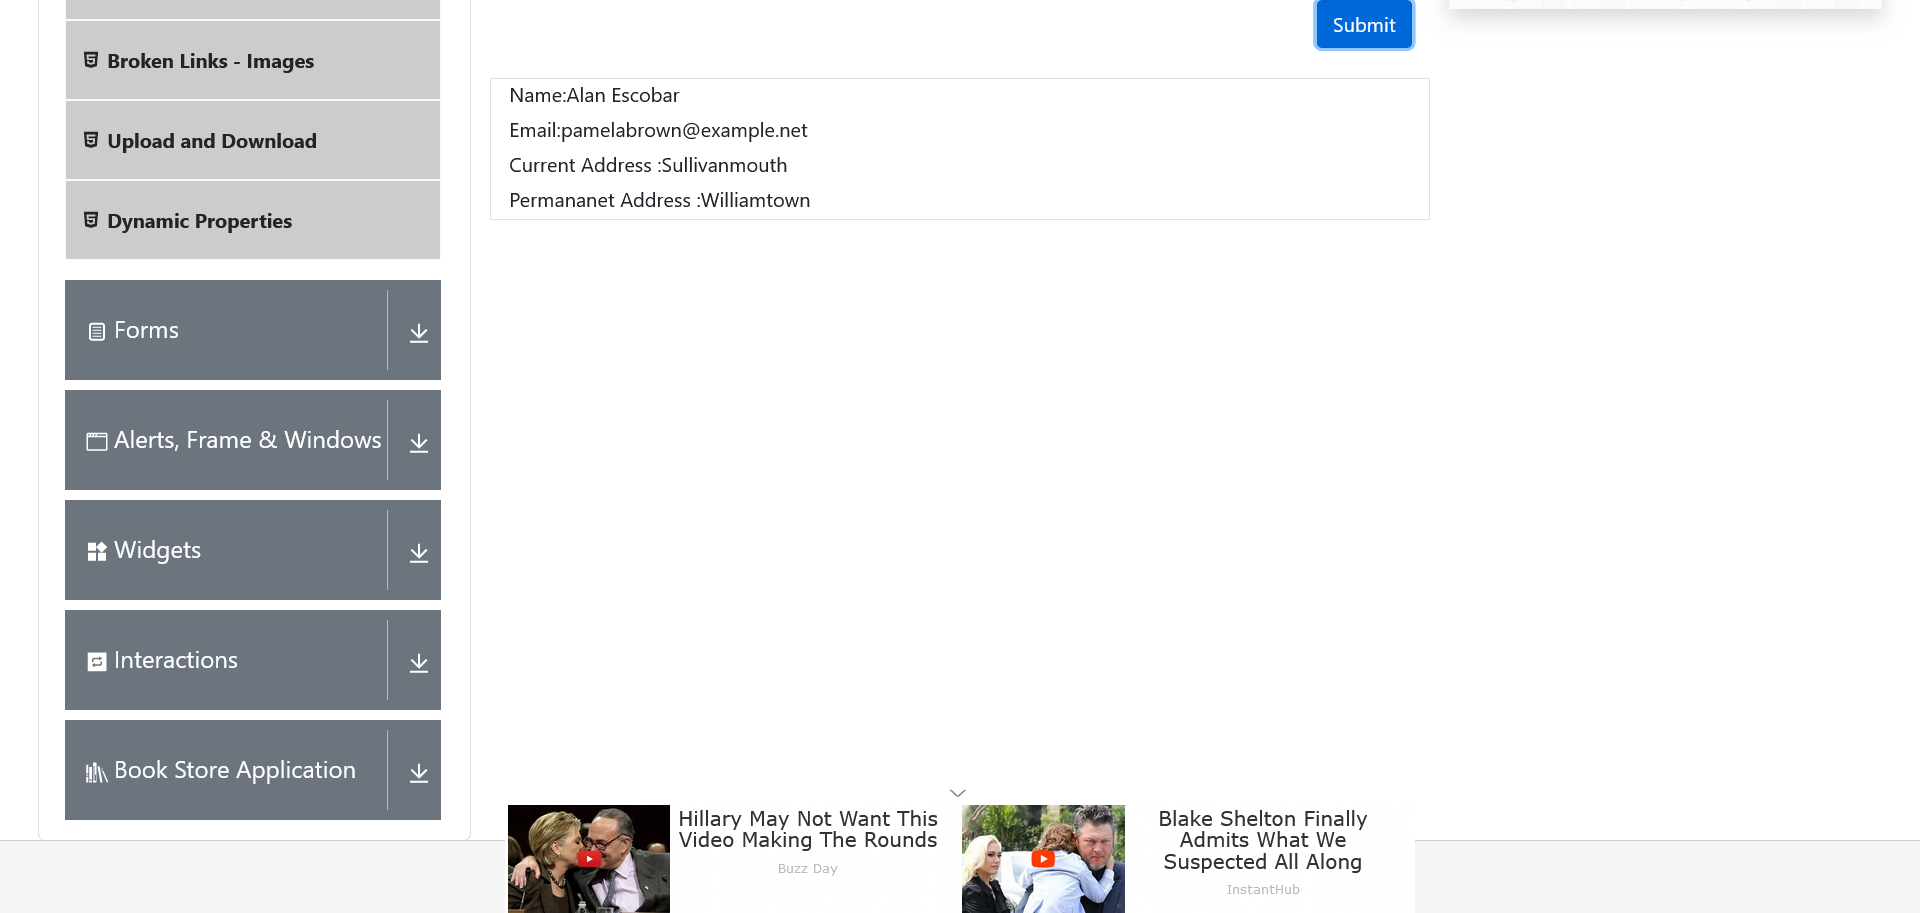 Submit
Broken Links - Images
Upload and Download
Dynamic Properties
Name:Alan Escobar
Email:pamelabrown@example.net
Current Address :Sullivanmouth
Permananet Address :Williamtown
Forms
Alerts, Frame & Windows
Widgets
Interactions
Book Store Application
Hillary May Not Want This
Video Making The Rounds
Buzz Day
Blake Shelton Finally
Admits What We
Suspected All Along
InstantHub